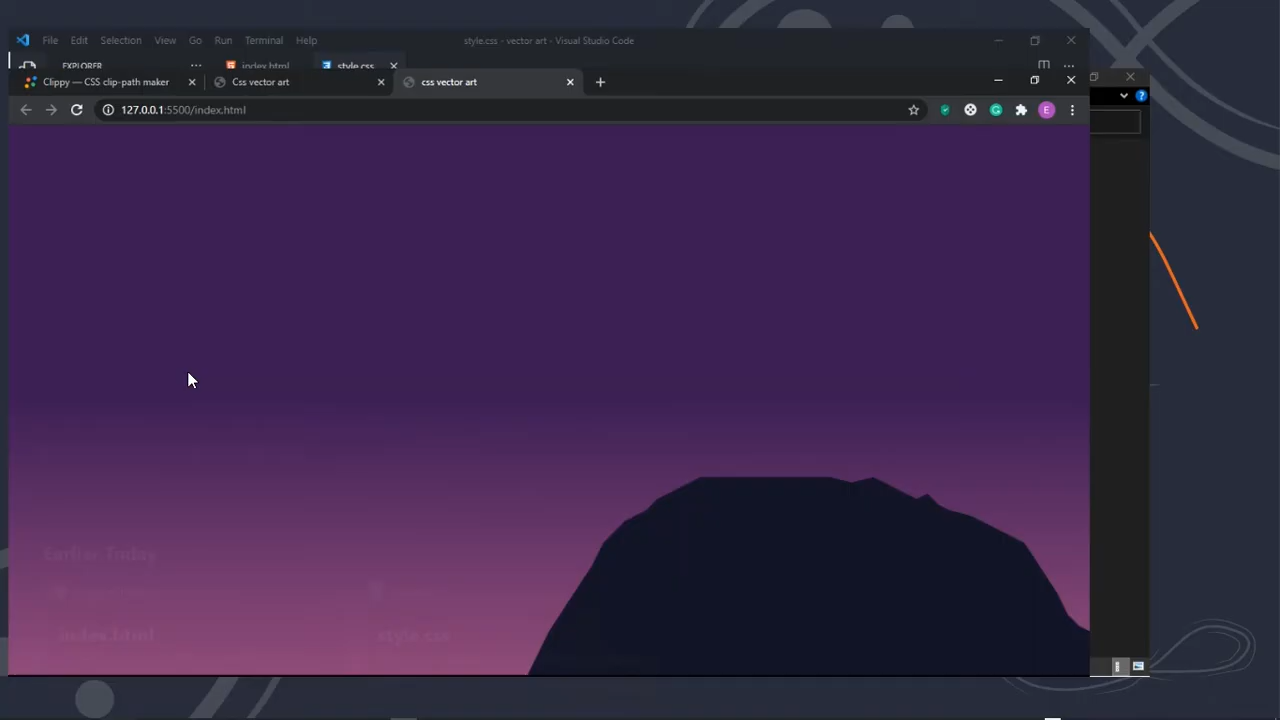 File Edit Selection View Go Run Terminal Help style.css - vector art - Visual Studio Code
EXPLORER ... index.html style.css
Clippy — CSS clip-path maker Css vector art css vector art
127.0.0.1:5500/index.html E
Earlier Today
index.html style.css